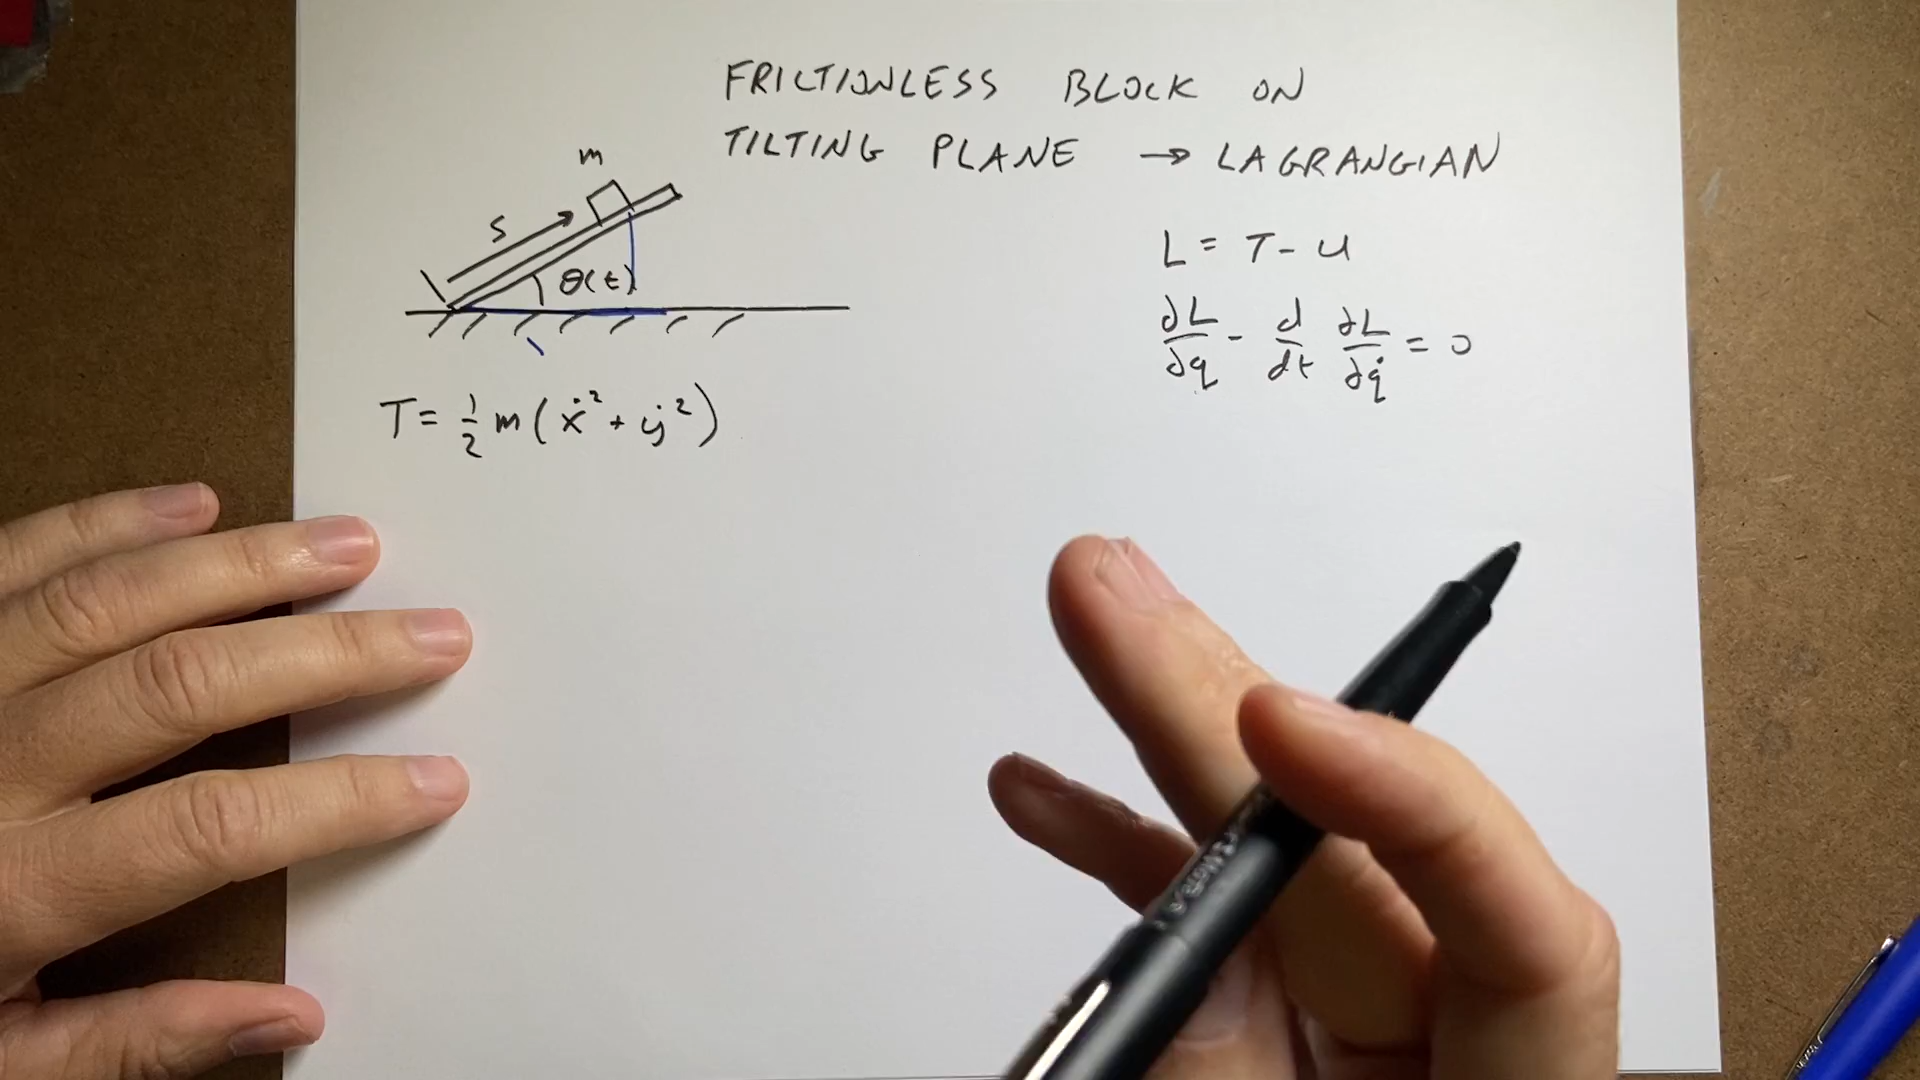 FRICTIONLESS BLOCK ON
TILTING PLANE → LAGRANGIAN
m
S
θ(t)
L = T - U
∂L/∂q - d/dt ∂L/∂q̇ = 0
T = 1/2 m(ẋ² + ẏ²)